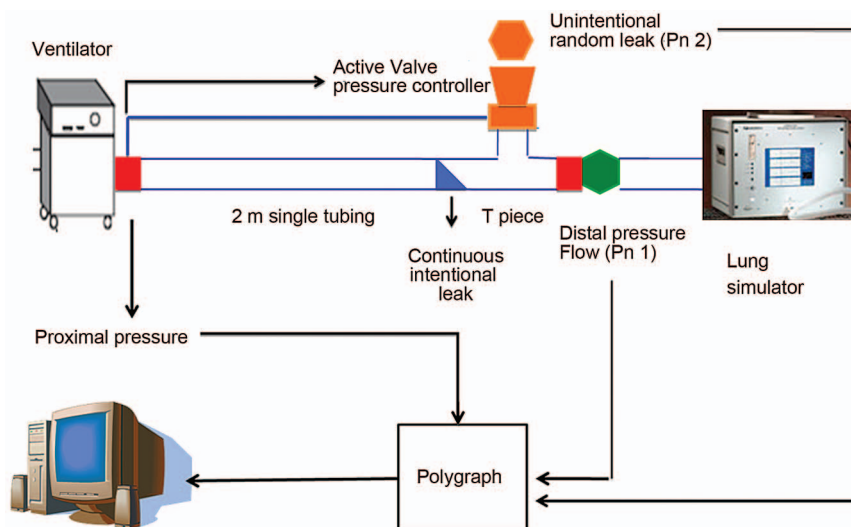 Unintentional
random leak (Pn 2)
Ventilator
Active Valve
pressure controller
2 m single tubing
T piece
Continuous
intentional
leak
Distal pressure
Flow (Pn 1)
Lung
simulator
Proximal pressure
Polygraph